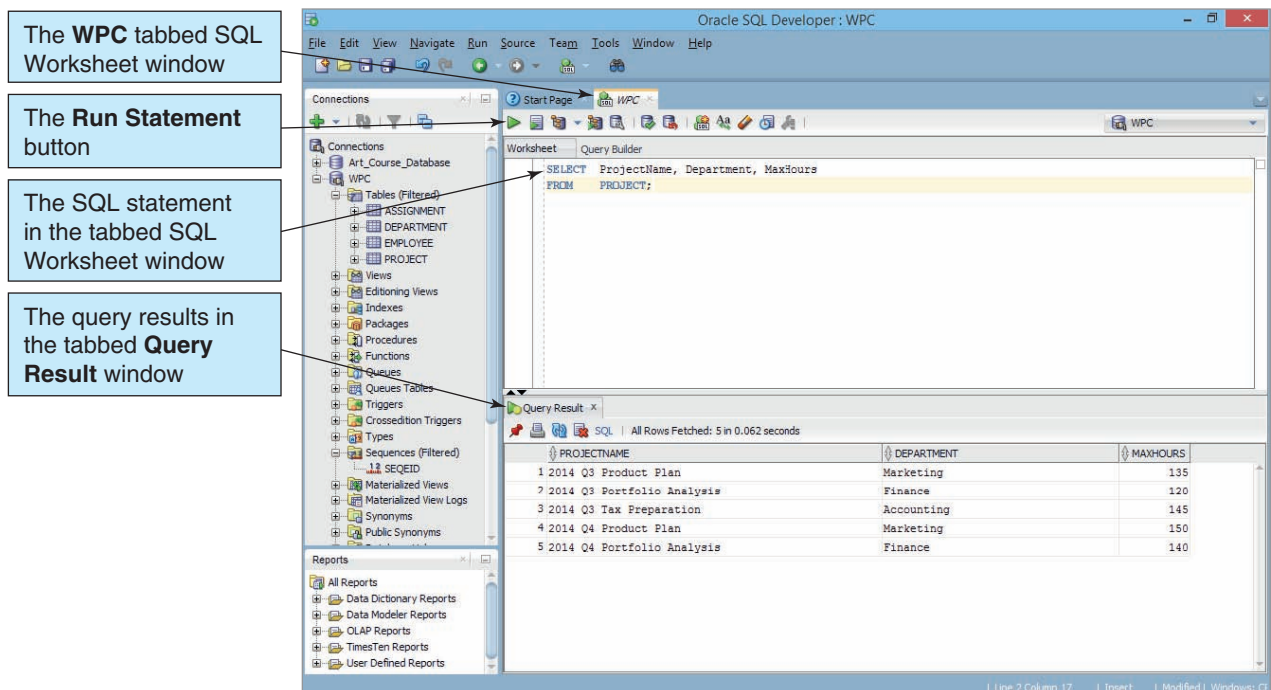 The WPC tabbed SQL
Worksheet window
The Run Statement
button
The SQL statement
in the tabbed SQL
Worksheet window
The query results in
the tabbed Query
Result window
Oracle SQL Developer : WPC
File Edit View Navigate Run Source Team Tools Window Help
Connections
Start Page
WPC
WPC
Worksheet Query Builder
SELECT ProjectName, Department, MaxHours
FROM PROJECT;
Connections
Art_Course_Database
WPC
Tables (Filtered)
ASSIGNMENT
DEPARTMENT
EMPLOYEE
PROJECT
Views
Editioning Views
Indexes
Packages
Procedures
Functions
Queues
Queues Tables
Triggers
Crossedition Triggers
Types
Sequences (Filtered)
SEQEID
Materialized Views
Materialized View Logs
Synonyms
Public Synonyms
Query Result
SQL | All Rows Fetched: 5 in 0.062 seconds
PROJECTNAME DEPARTMENT MAXHOURS
1 2014 Q3 Product Plan Marketing 135
2 2014 Q3 Portfolio Analysis Finance 120
3 2014 Q3 Tax Preparation Accounting 145
4 2014 Q4 Product Plan Marketing 150
5 2014 Q4 Portfolio Analysis Finance 140
Reports
All Reports
Data Dictionary Reports
Data Modeler Reports
OLAP Reports
TimesTen Reports
User Defined Reports
Line 2 Column 17 | Insert | Modified | Windows: